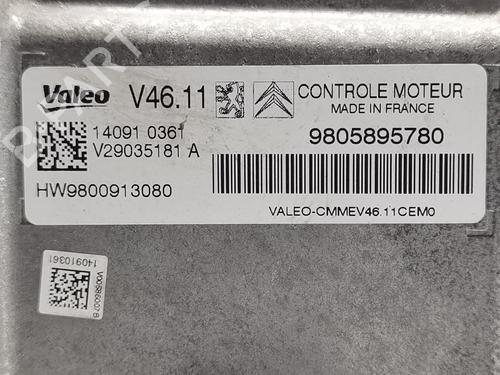 Valeo V46.11 CONTROLE MOTEUR
MADE IN FRANCE
14091 0361
V29035181 A
9805895780
HW9800913080
VALEO-CMMEV46.11CEM0
140910361